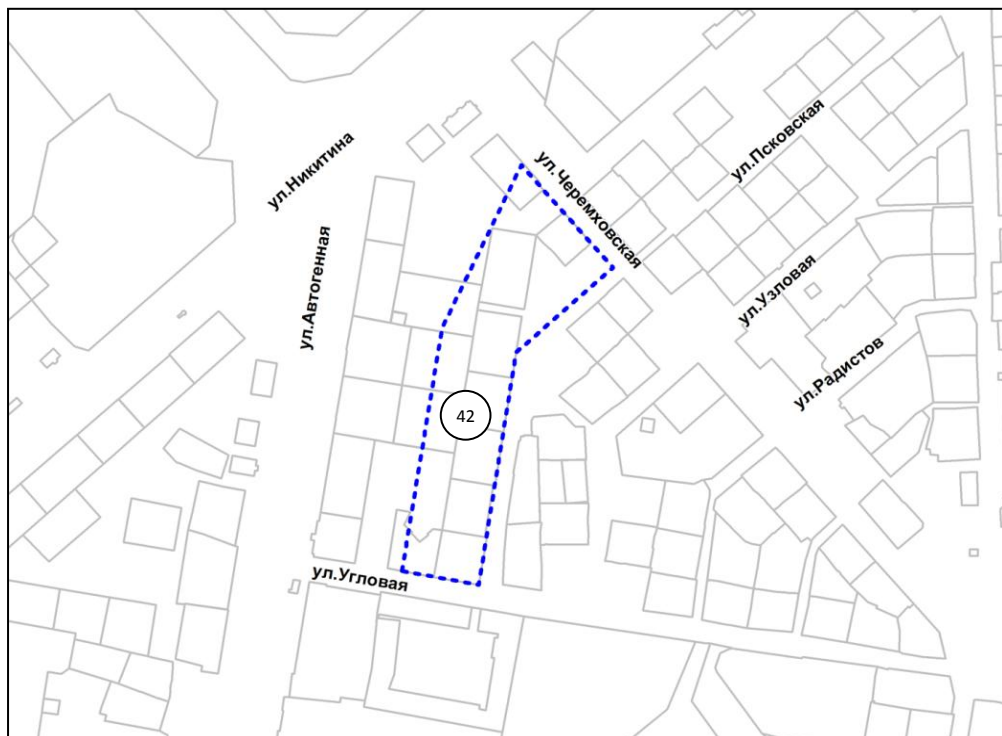 ул.Никитина
ул.Черемховская
ул.Псковская
ул.Автогенная
ул.Узловая
ул.Радистов
42
ул.Угловая